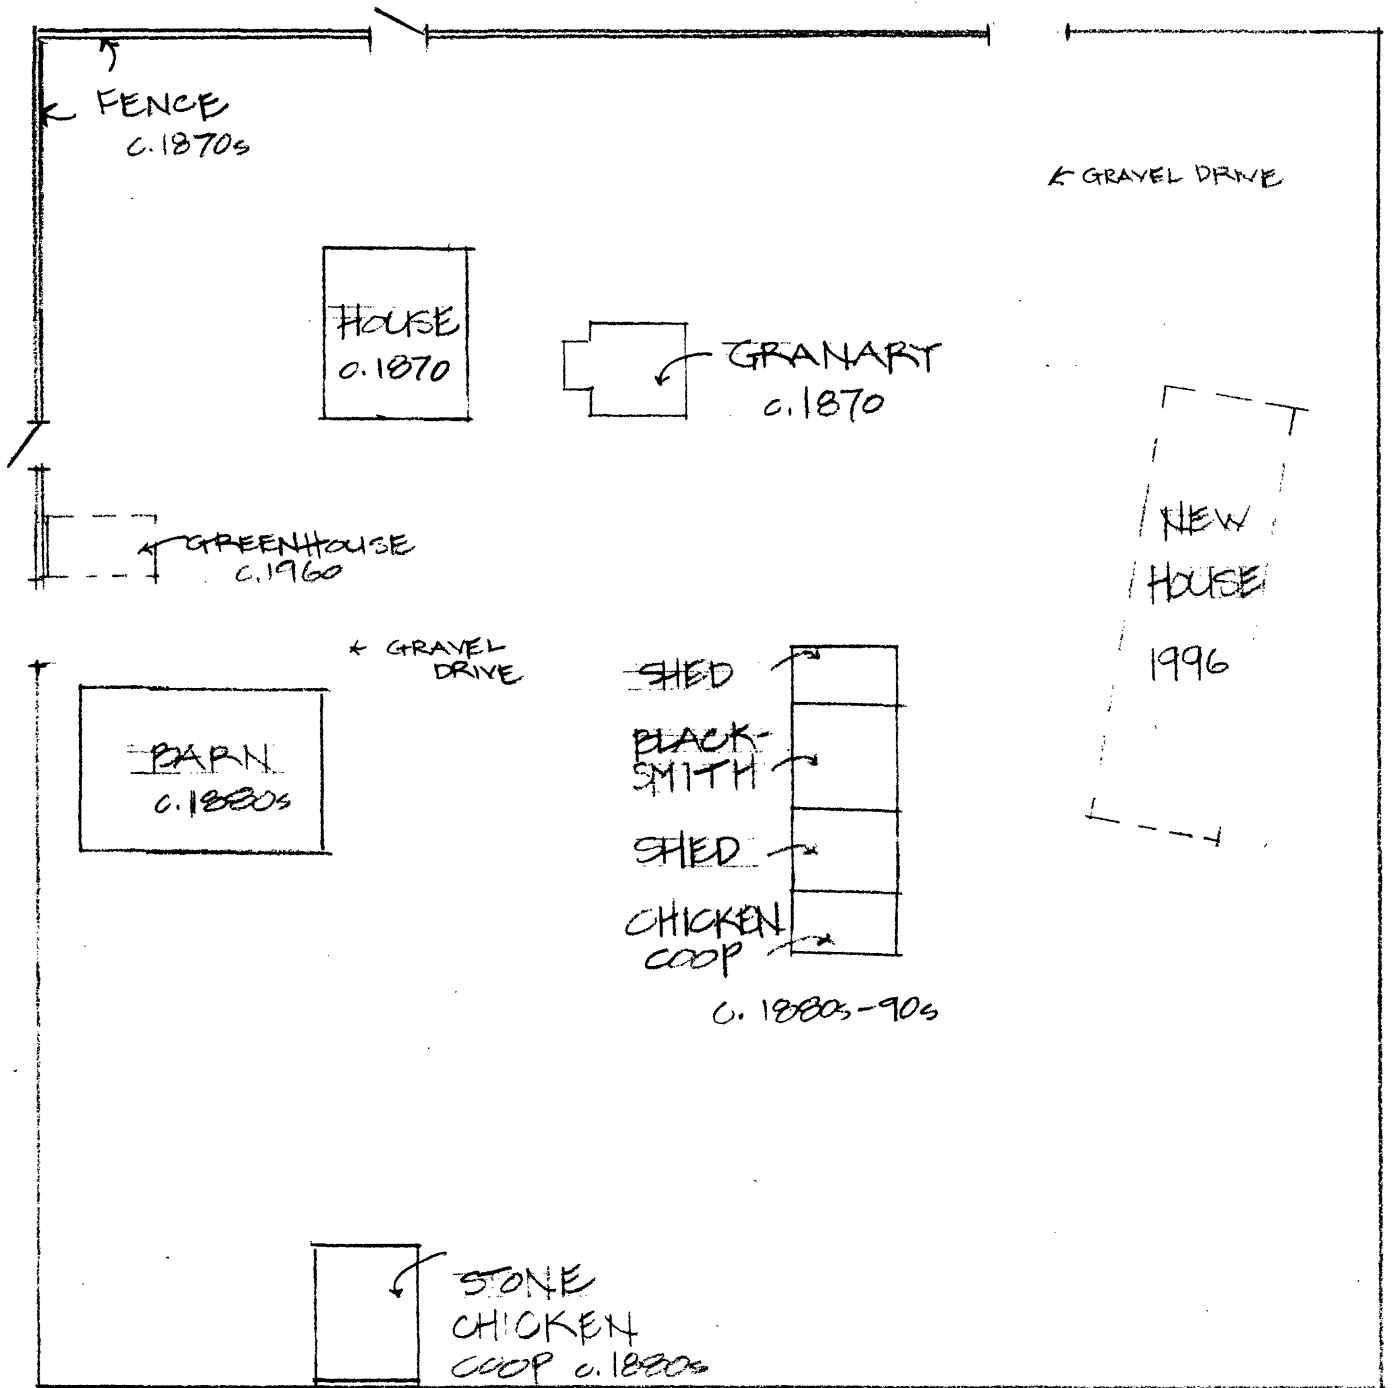 FENCE
c.1870s
GRAVEL DRIVE
HOUSE
c.1870
GRANARY
c.1870
NEW
HOUSE
1996
GREENHOUSE
c.1960
GRAVEL
DRIVE
SHED
BLACK-
SMITH
SHED
CHICKEN
COOP
c. 1880s-90s
BARN
c.1880s
STONE
CHICKEN
COOP c.1880s